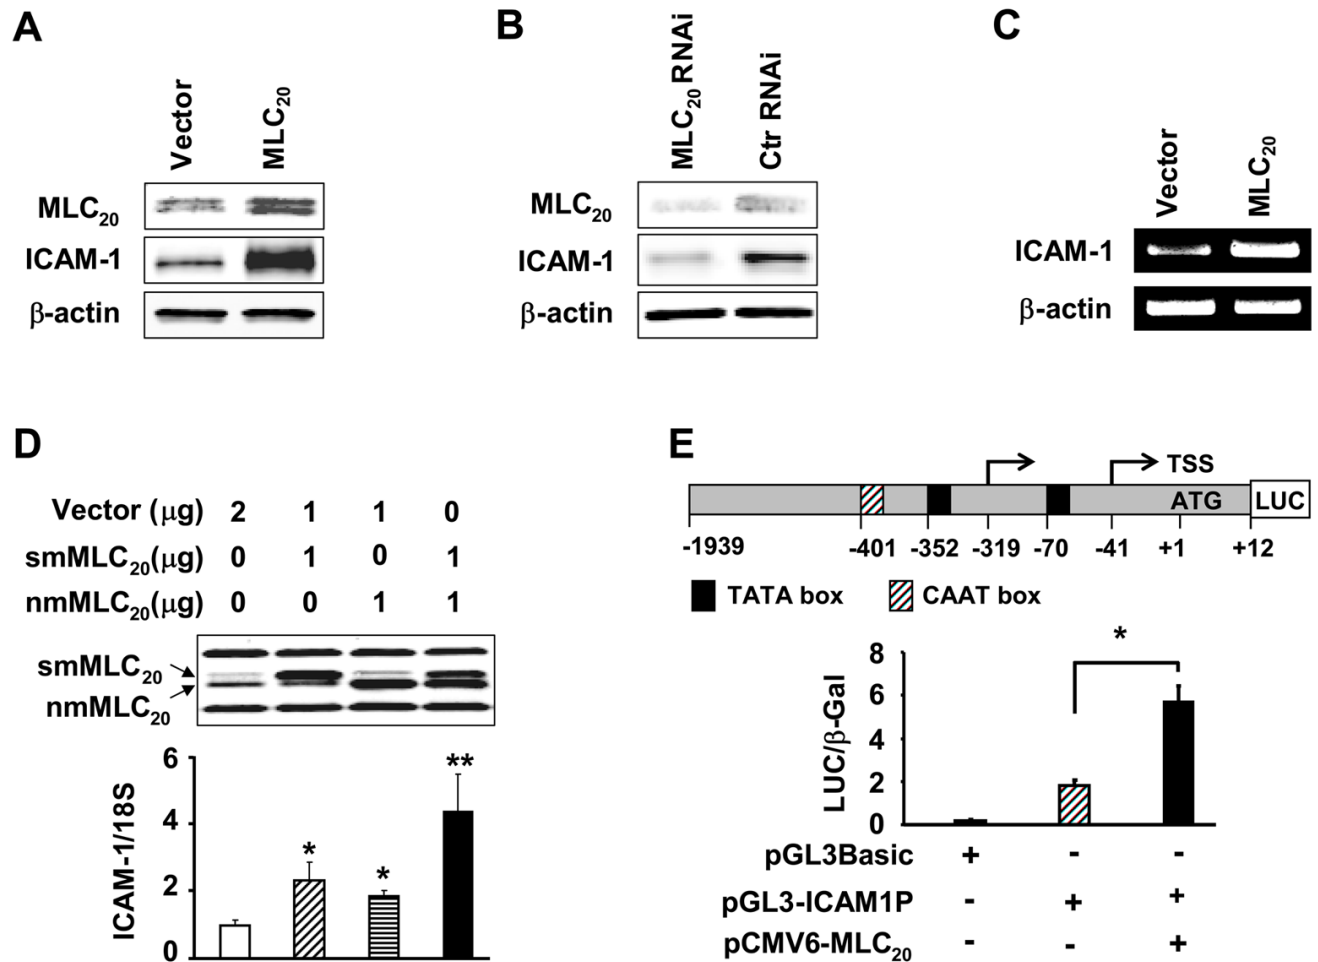 A
Vector
MLC20
MLC20
ICAM-1
β-actin
B
MLC20 RNAi
Ctr RNAi
MLC20
ICAM-1
β-actin
C
Vector
MLC20
ICAM-1
β-actin
D
Vector (μg) 2 1 1 0
smMLC20(μg) 0 1 0 1
nmMLC20(μg) 0 0 1 1
smMLC20
nmMLC20
ICAM-1/18S
6
4
2
0
* * **
E
TSS
ATG LUC
-1939 -401 -352 -319 -70 -41 +1 +12
TATA box CAAT box
*
LUC/β-Gal
8
6
4
2
0
pGL3Basic + - -
pGL3-ICAM1P - + +
pCMV6-MLC20 - - +